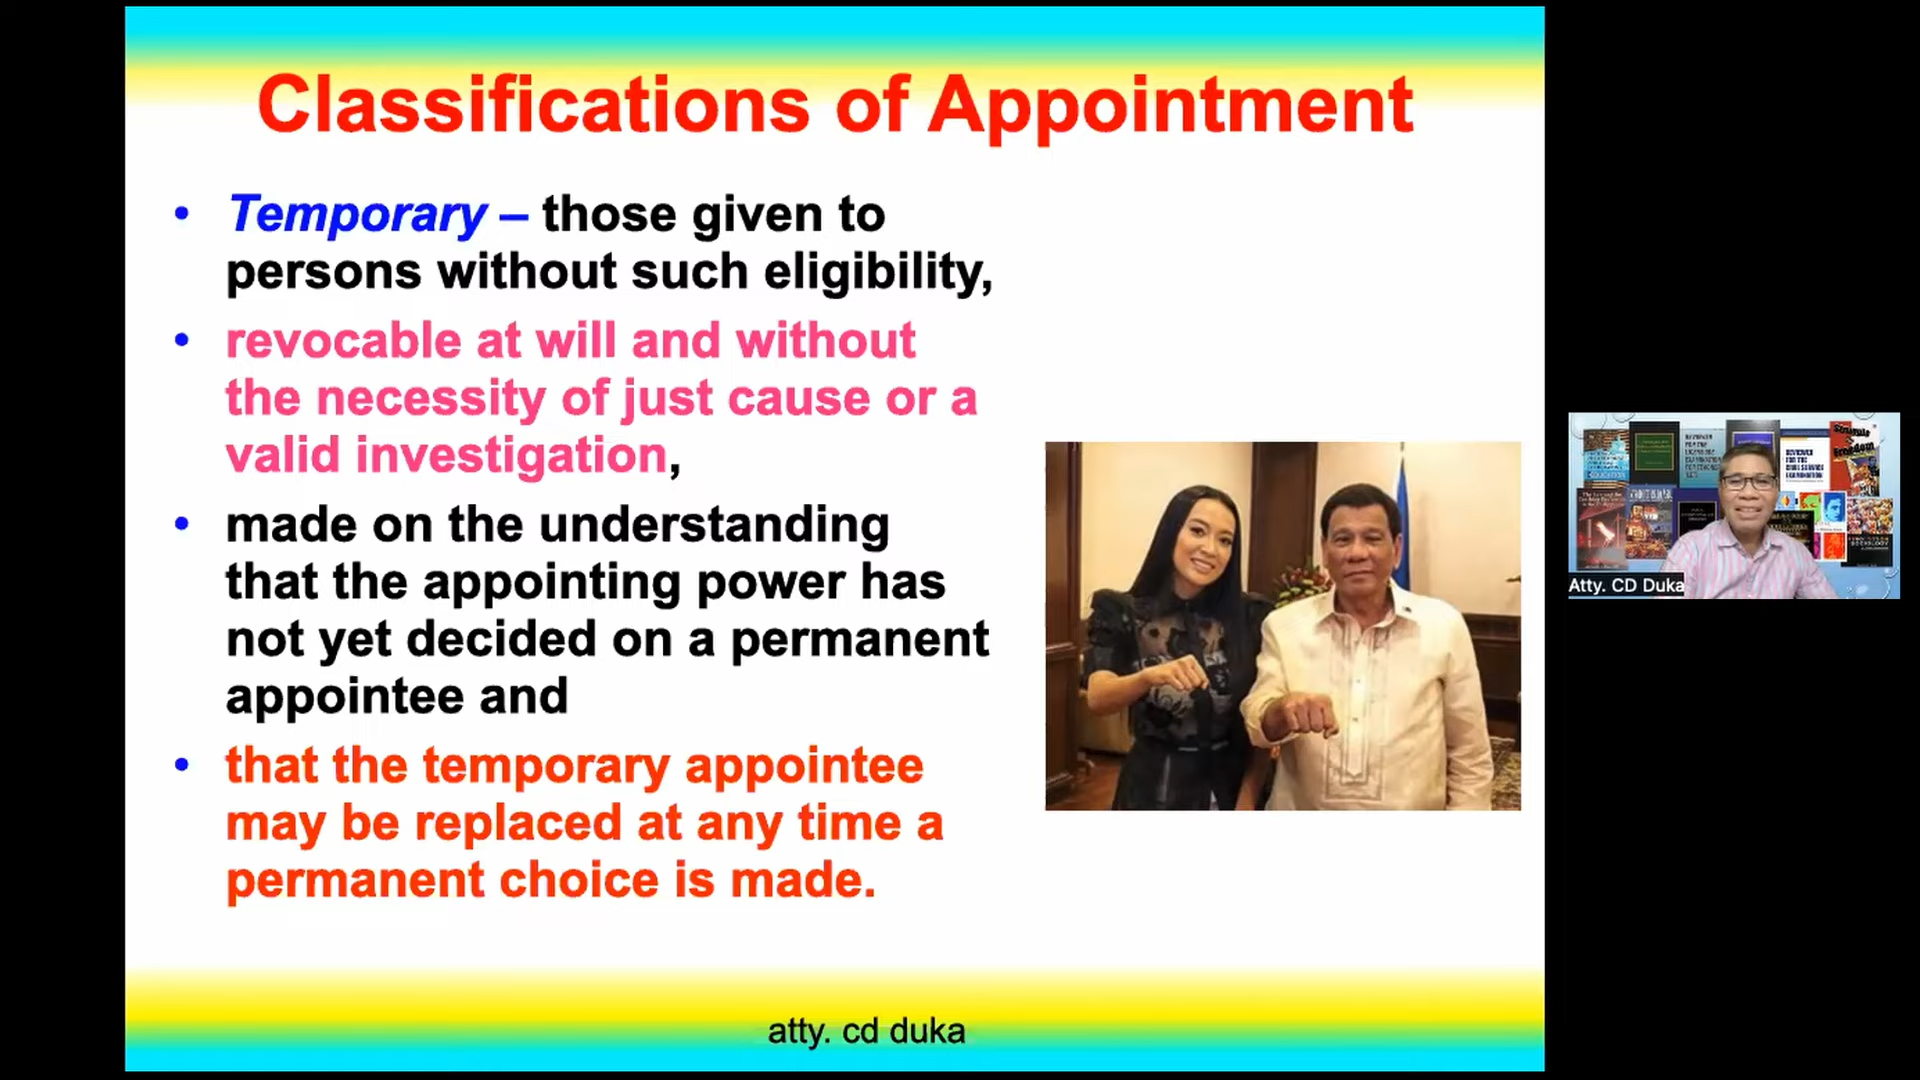 Classifications of Appointment
• Temporary – those given to
persons without such eligibility,
• revocable at will and without
the necessity of just cause or a
valid investigation,
• made on the understanding
that the appointing power has
not yet decided on a permanent
appointee and
• that the temporary appointee
may be replaced at any time a
permanent choice is made.
atty. cd duka
Atty. CD Duka